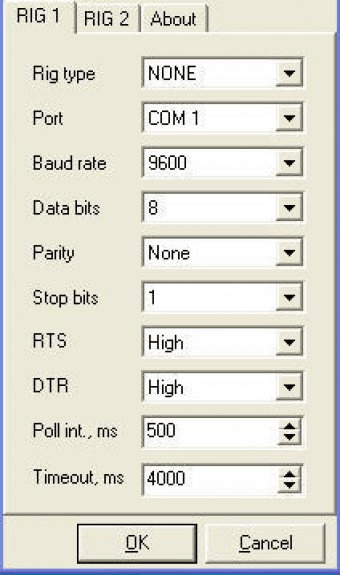 RIG 1 RIG 2 About
Rig type NONE
Port COM 1
Baud rate 9600
Data bits 8
Parity None
Stop bits 1
RTS High
DTR High
Poll int., ms 500
Timeout, ms 4000
OK Cancel